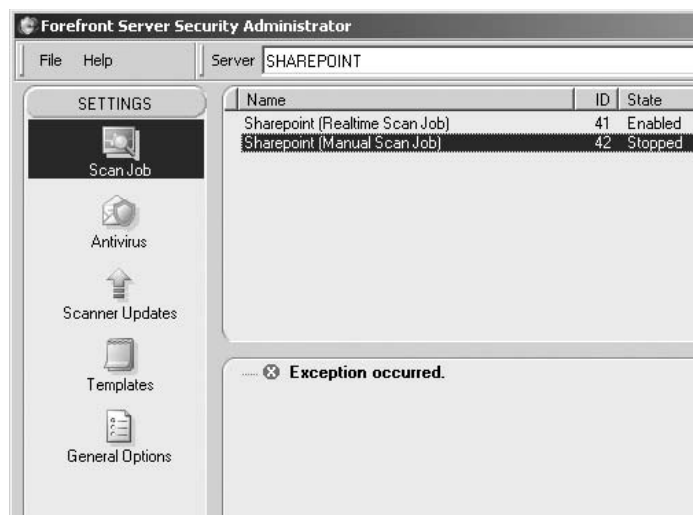 Forefront Server Security Administrator
File Help Server SHAREPOINT
SETTINGS
Scan Job
Antivirus
Scanner Updates
Templates
General Options
Name ID State
Sharepoint (Realtime Scan Job) 41 Enabled
Sharepoint (Manual Scan Job) 42 Stopped
Exception occurred.